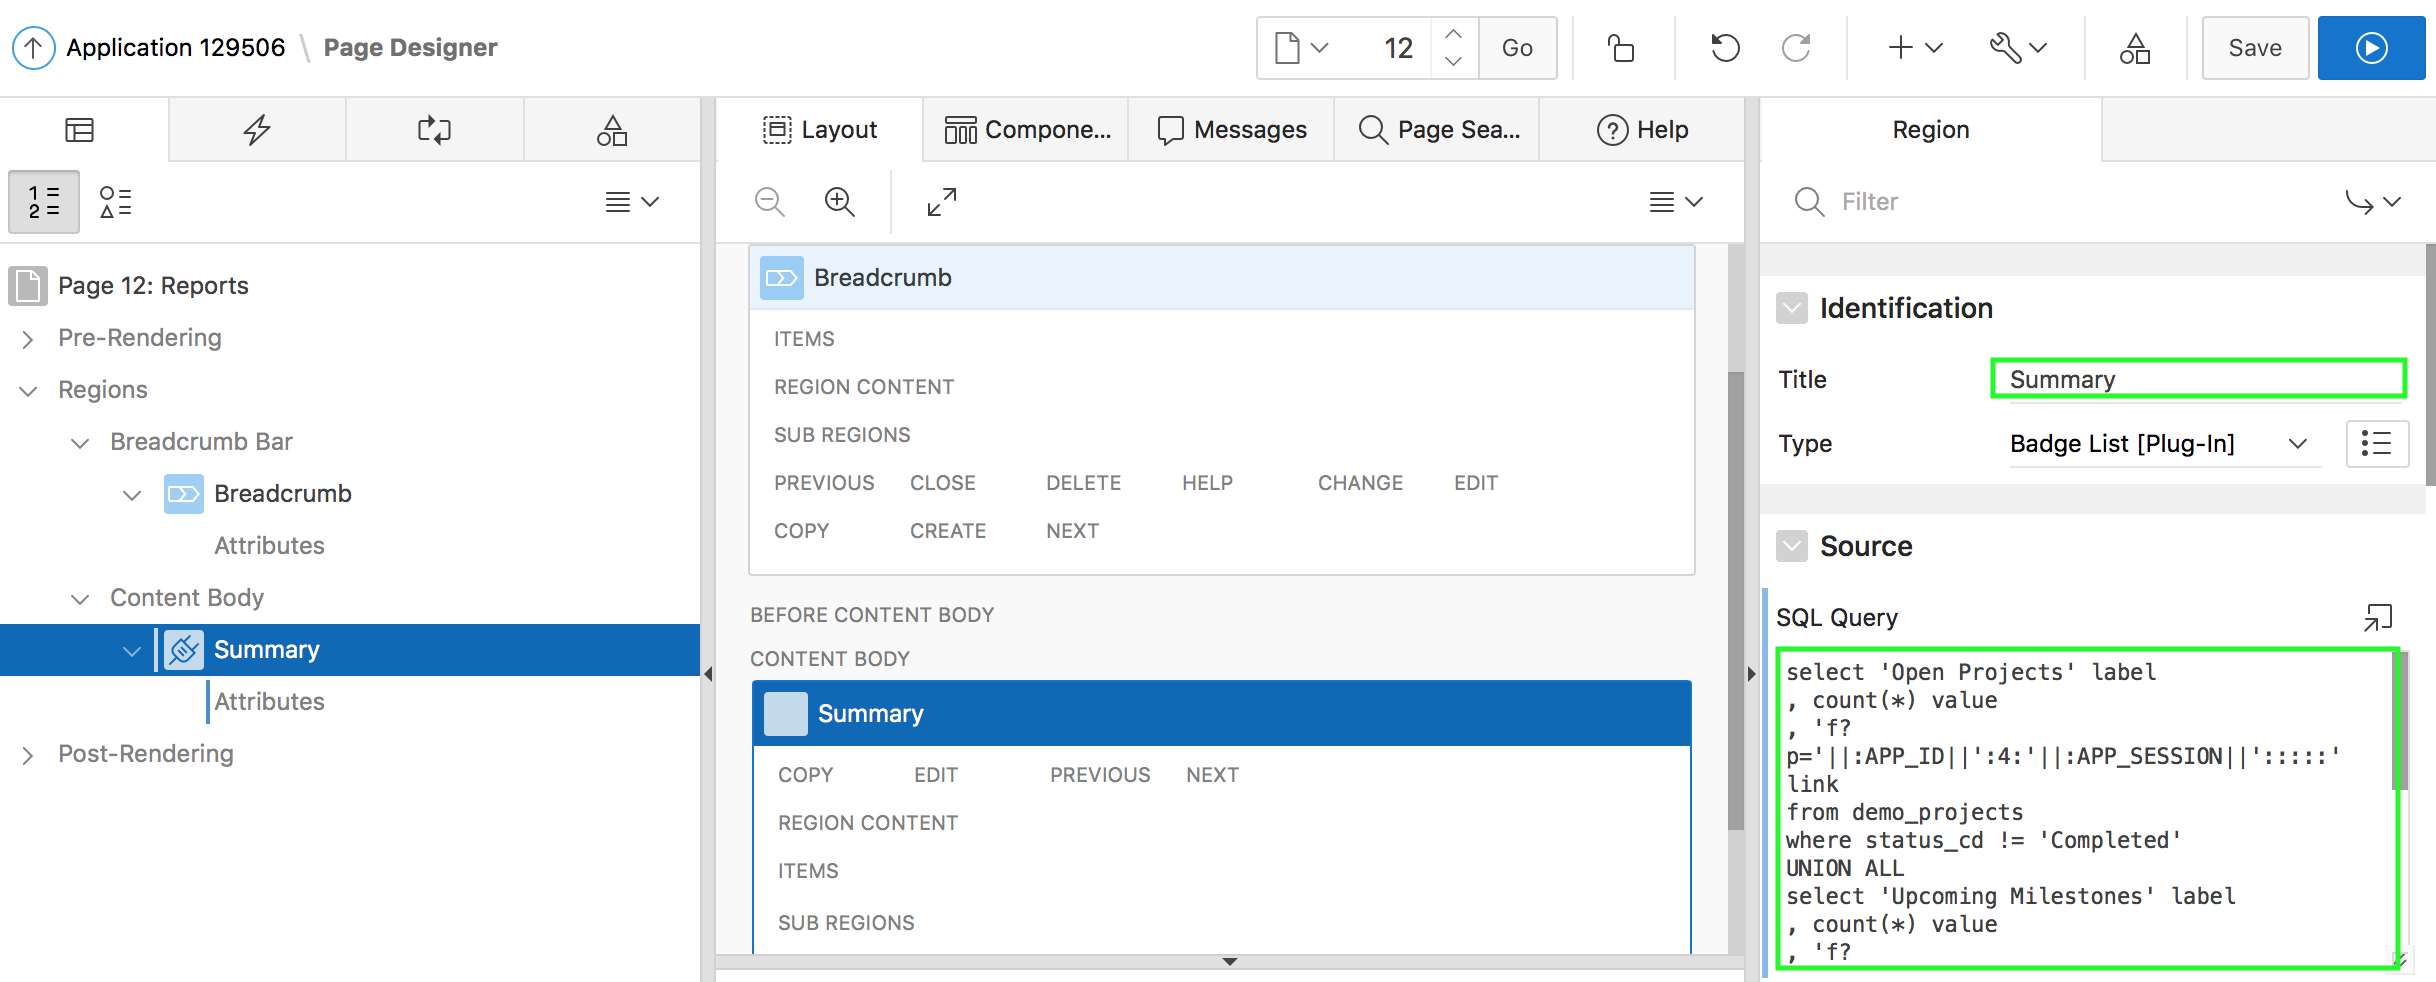 Application 129506 \ Page Designer
12
Go
Save
Layout
Compone...
Messages
Page Sea...
Help
Region
1
2
Filter
Page 12: Reports
Pre-Rendering
Regions
Breadcrumb Bar
Breadcrumb
Attributes
Content Body
Summary
Attributes
Post-Rendering
Breadcrumb
ITEMS
REGION CONTENT
SUB REGIONS
PREVIOUS CLOSE DELETE HELP CHANGE EDIT
COPY CREATE NEXT
BEFORE CONTENT BODY
CONTENT BODY
Summary
COPY EDIT PREVIOUS NEXT
REGION CONTENT
ITEMS
SUB REGIONS
Identification
Title Summary
Type Badge List [Plug-In]
Source
SQL Query
select 'Open Projects' label
, count(*) value
, 'f?
p='||:APP_ID||':4:'||:APP_SESSION||':::::'
link
from demo_projects
where status_cd != 'Completed'
UNION ALL
select 'Upcoming Milestones' label
, count(*) value
, 'f?